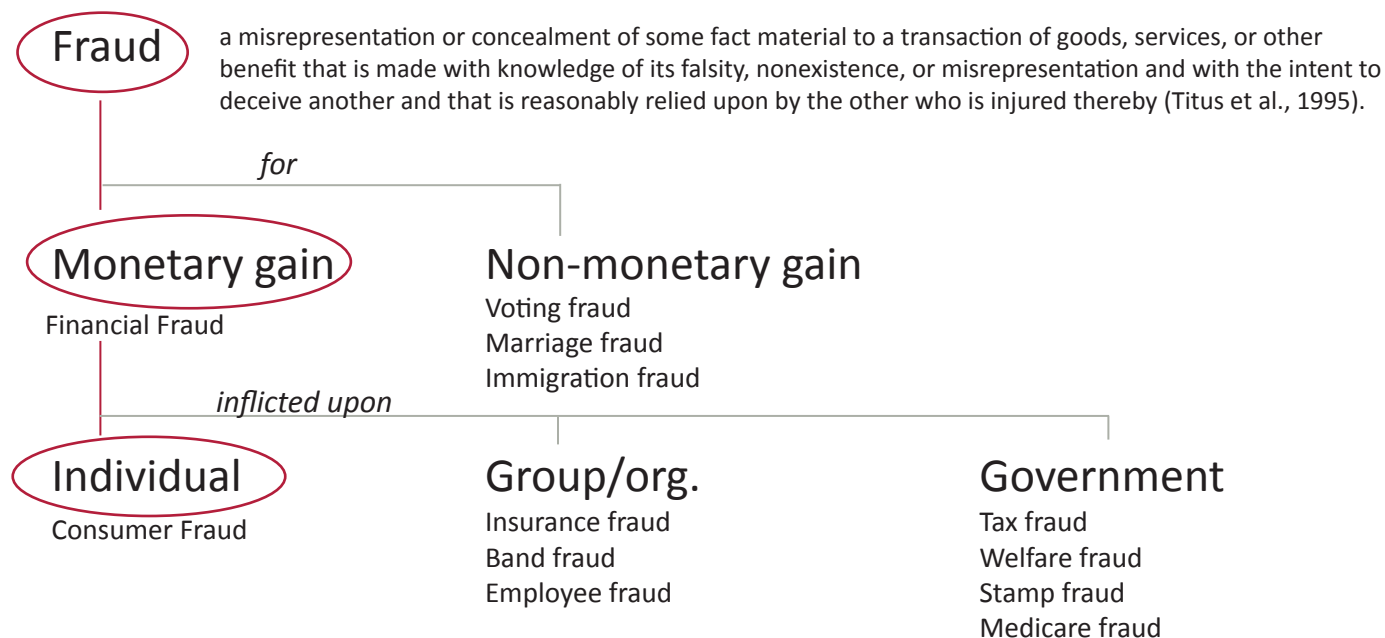 Fraud
a misrepresentation or concealment of some fact material to a transaction of goods, services, or other
benefit that is made with knowledge of its falsity, nonexistence, or misrepresentation and with the intent to
deceive another and that is reasonably relied upon by the other who is injured thereby (Titus et al., 1995).
for
Monetary gain
Financial Fraud
Non-monetary gain
Voting fraud
Marriage fraud
Immigration fraud
inflicted upon
Individual
Consumer Fraud
Group/org.
Insurance fraud
Band fraud
Employee fraud
Government
Tax fraud
Welfare fraud
Stamp fraud
Medicare fraud